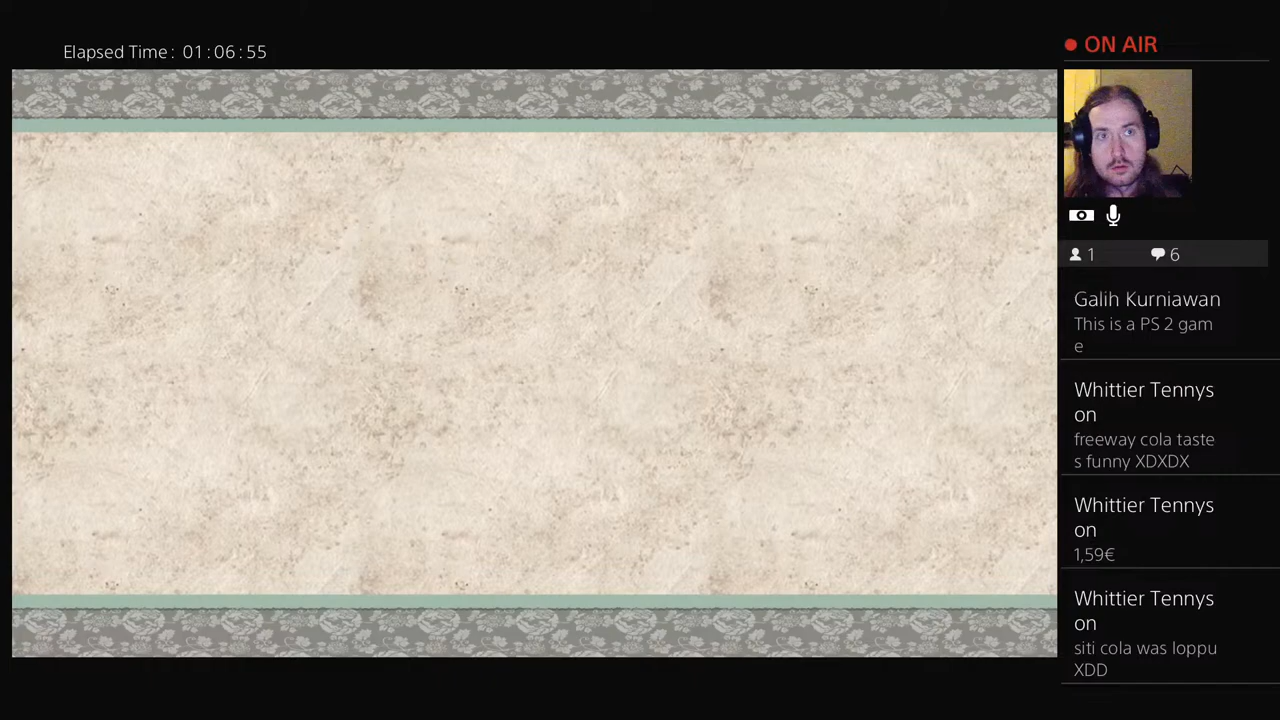 Elapsed Time: 01:06:55
ON AIR
1
6
Galih Kurniawan
This is a PS 2 gam
e
Whittier Tennys
on
freeway cola taste
s funny XDXDX
Whittier Tennys
on
1,59€
Whittier Tennys
on
siti cola was loppu
XDD